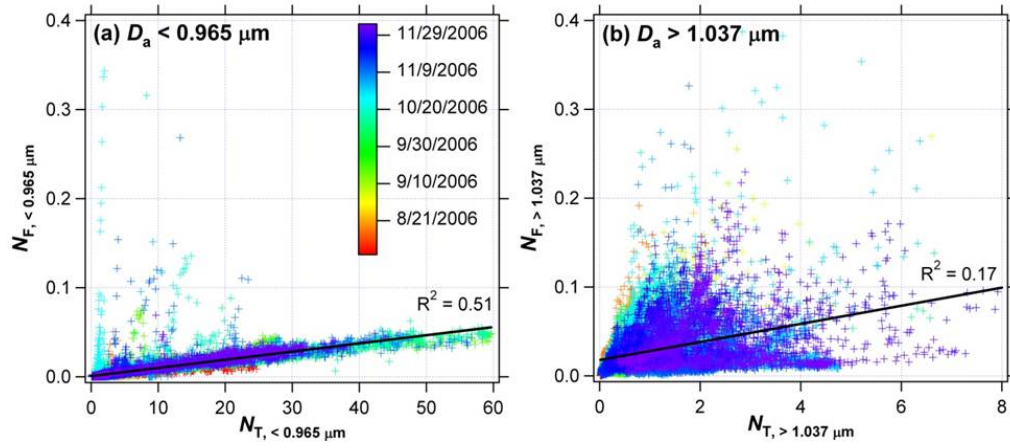 (a) Da < 0.965 μm
(b) Da > 1.037 μm
0.4
0.3
0.2
0.1
0.0
NF, < 0.965 μm
11/29/2006
11/9/2006
10/20/2006
9/30/2006
9/10/2006
8/21/2006
R2 = 0.51
0 10 20 30 40 50 60
NT, < 0.965 μm
0.4
0.3
0.2
0.1
0.0
NF, > 1.037 μm
R2 = 0.17
0 2 4 6 8
NT, > 1.037 μm